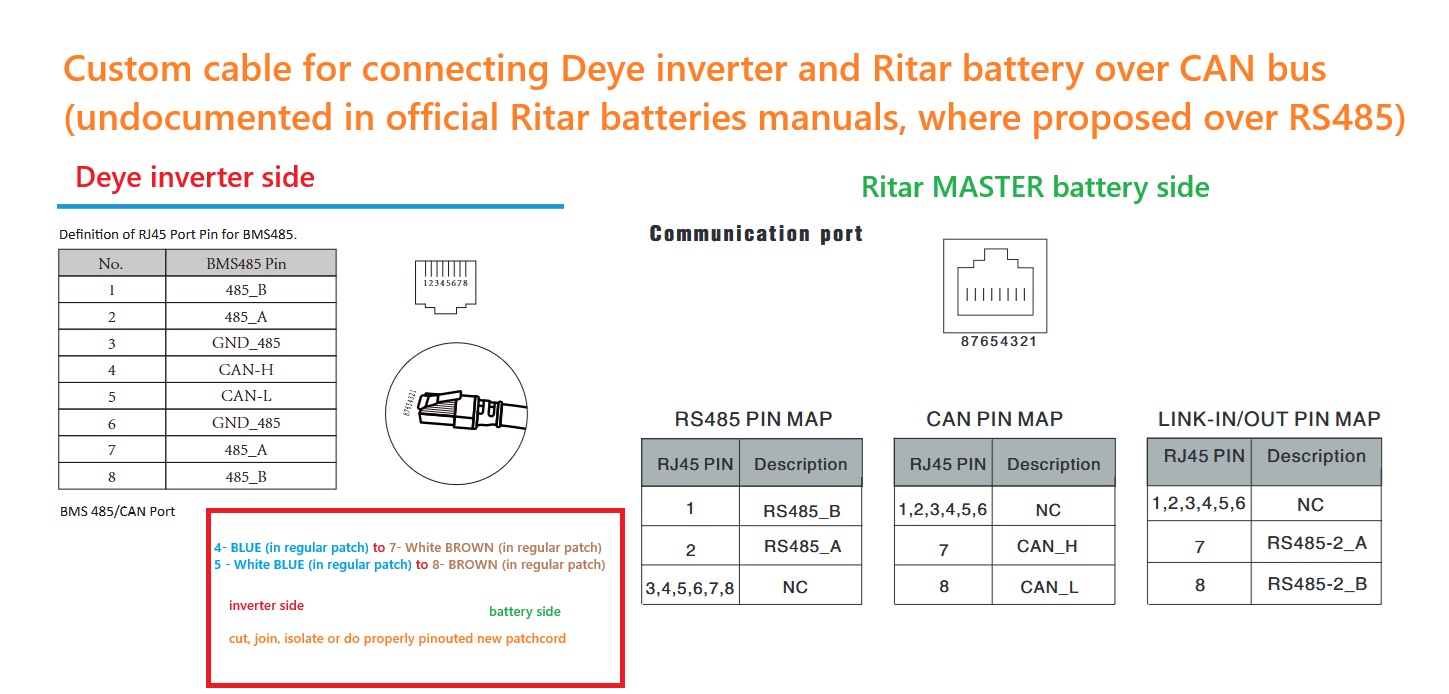 Custom cable for connecting Deye inverter and Ritar battery over CAN bus
(undocumented in official Ritar batteries manuals, where proposed over RS485)
Deye inverter side
Ritar MASTER battery side
Definition of RJ45 Port Pin for BMS485.
No. BMS485 Pin
1 485_B
2 485_A
3 GND_485
4 CAN-H
5 CAN-L
6 GND_485
7 485_A
8 485_B
BMS 485/CAN Port
12345678
87654321
4- BLUE (in regular patch) to 7- White BROWN (in regular patch)
5 - White BLUE (in regular patch) to 8- BROWN (in regular patch)
inverter side
battery side
cut, join, isolate or do properly pinouted new patchcord
Communication port
87654321
RS485 PIN MAP
RJ45 PIN Description
1 RS485_B
2 RS485_A
3,4,5,6,7,8 NC
CAN PIN MAP
RJ45 PIN Description
1,2,3,4,5,6 NC
7 CAN_H
8 CAN_L
LINK-IN/OUT PIN MAP
RJ45 PIN Description
1,2,3,4,5,6 NC
7 RS485-2_A
8 RS485-2_B